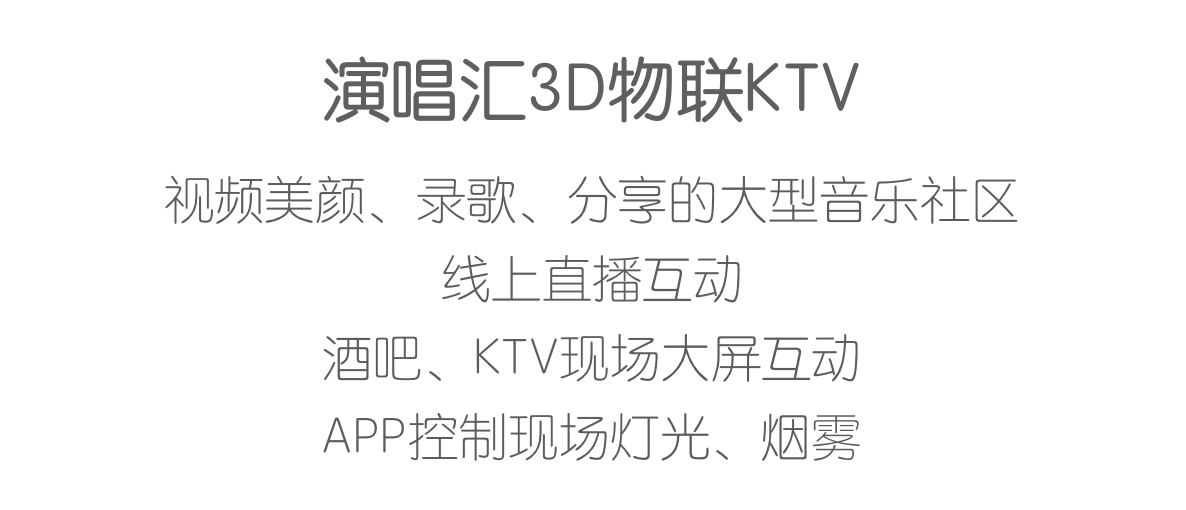 演唱汇3D物联KTV
视频美颜、录歌、分享的大型音乐社区
线上直播互动
酒吧、KTV现场大屏互动
APP控制现场灯光、烟雾